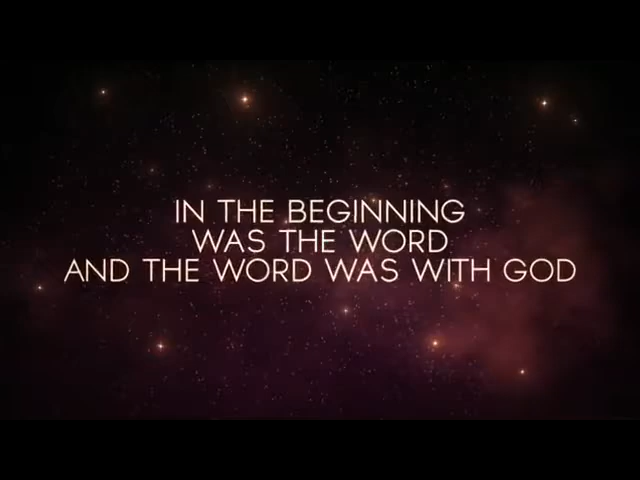 IN THE BEGINNING
WAS THE WORD
AND THE WORD WAS WITH GOD